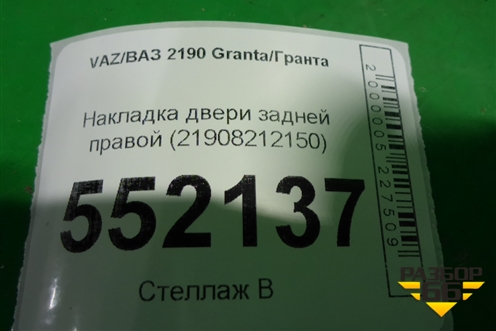 VAZ/ВАЗ 2190 Granta/Гранта
Накладка двери задней
правой (21908212150)
552137
Стеллаж В
2000005227509
РАЗБОР
66